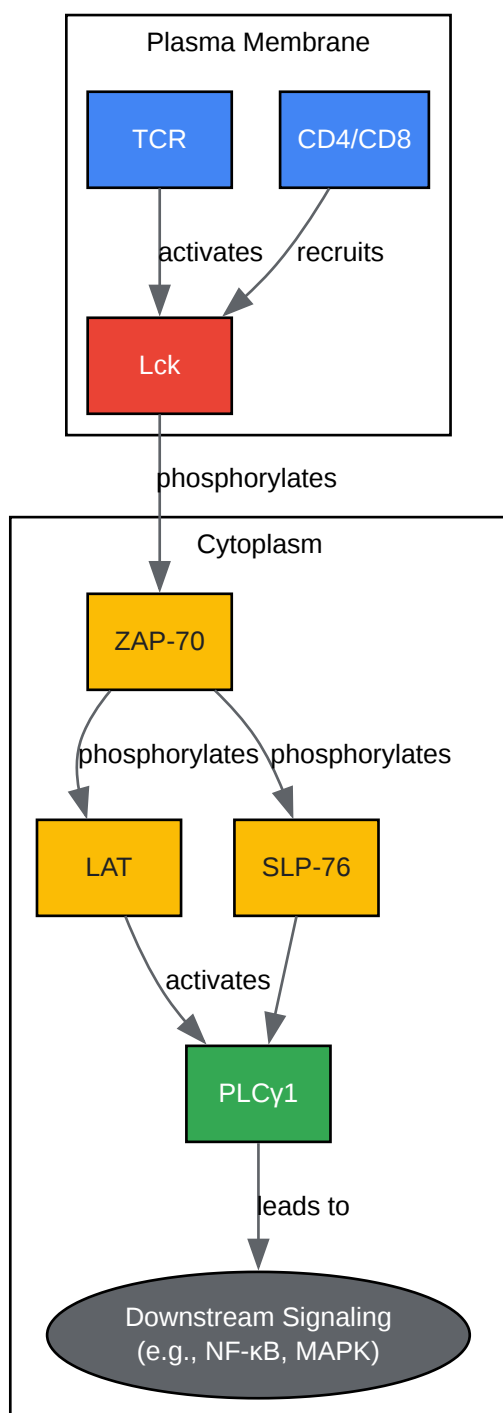 Plasma Membrane
TCR
CD4/CD8
activates
recruits
Lck
phosphorylates
Cytoplasm
ZAP-70
phosphorylates
phosphorylates
LAT
SLP-76
activates
PLCγ1
leads to
Downstream Signaling
(e.g., NF-κB, MAPK)